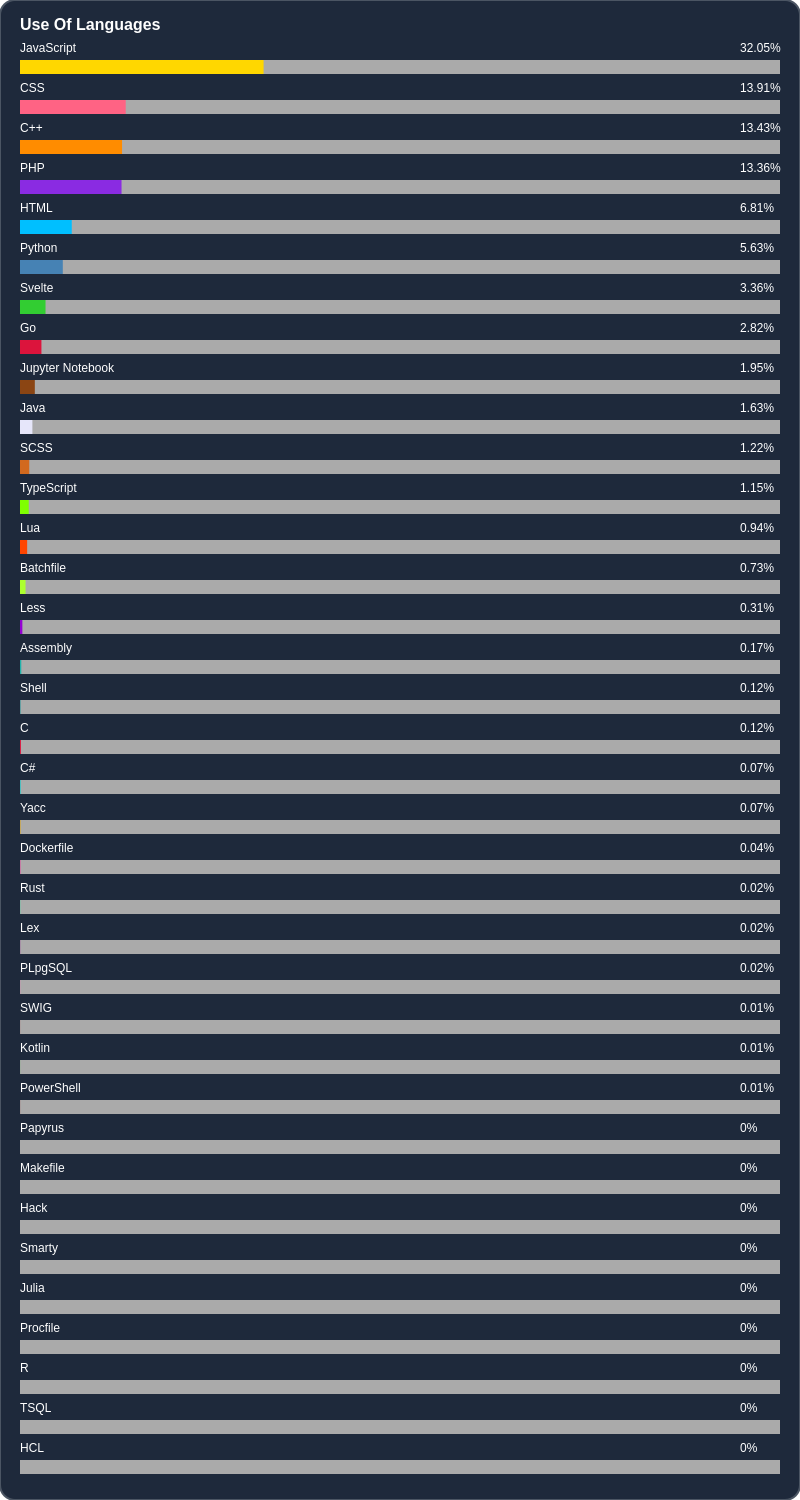 Use Of Languages
JavaScript 32.05%
CSS 13.91%
C++ 13.43%
PHP 13.36%
HTML 6.81%
Python 5.63%
Svelte 3.36%
Go 2.82%
Jupyter Notebook 1.95%
Java 1.63%
SCSS 1.22%
TypeScript 1.15%
Lua 0.94%
Batchfile 0.73%
Less 0.31%
Assembly 0.17%
Shell 0.12%
C 0.12%
C# 0.07%
Yacc 0.07%
Dockerfile 0.04%
Rust 0.02%
Lex 0.02%
PLpgSQL 0.02%
SWIG 0.01%
Kotlin 0.01%
PowerShell 0.01%
Papyrus 0%
Makefile 0%
Hack 0%
Smarty 0%
Julia 0%
Procfile 0%
R 0%
TSQL 0%
HCL 0%